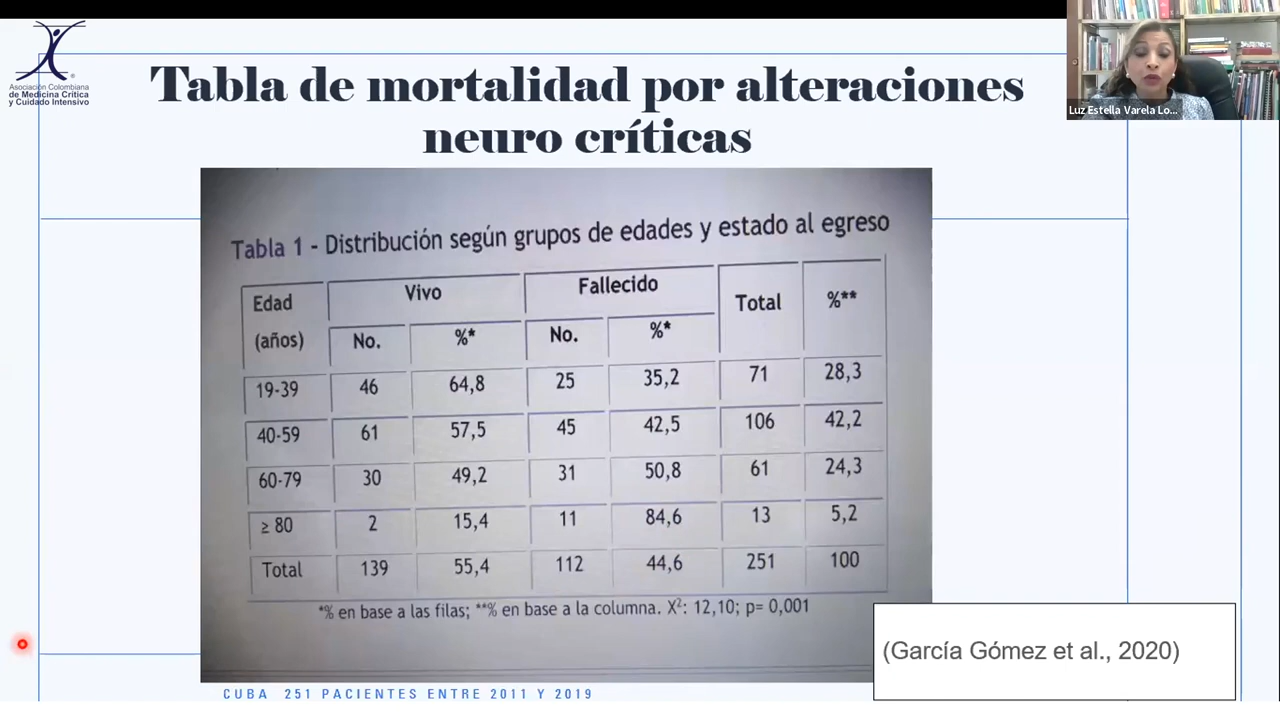 Asociación Colombiana
de Medicina Crítica
y Cuidado Intensivo
Tabla de mortalidad por alteraciones
neuro críticas
Luz Estella Varela Lo...
Tabla 1 - Distribución según grupos de edades y estado al egreso
Edad (años) Vivo Fallecido Total %**
No. %* No. %*
19-39 46 64,8 25 35,2 71 28,3
40-59 61 57,5 45 42,5 106 42,2
60-79 30 49,2 31 50,8 61 24,3
≥ 80 2 15,4 11 84,6 13 5,2
Total 139 55,4 112 44,6 251 100
*% en base a las filas; **% en base a la columna. X²: 12,10; p= 0,001
(García Gómez et al., 2020)
CUBA 251 PACIENTES ENTRE 2011 Y 2019